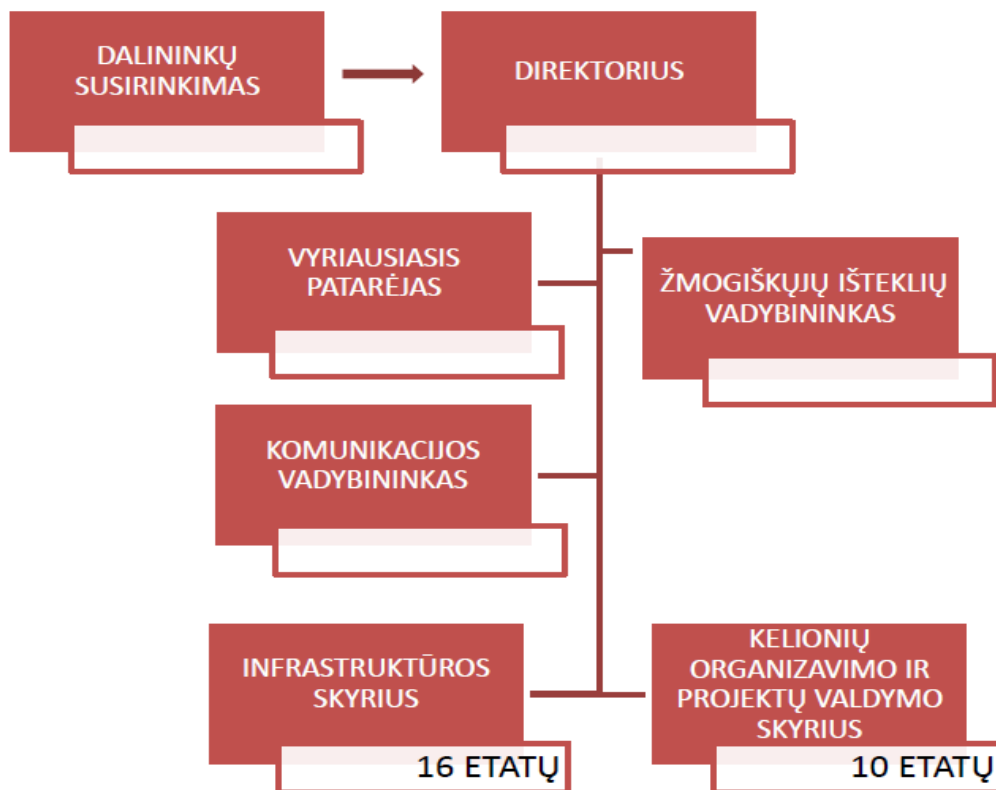 DALININKŲ
SUSIRINKIMAS
DIREKTORIUS
VYRIAUSIASIS
PATARĖJAS
ŽMOGIŠKŲJŲ IŠTEKLIŲ
VADYBININKAS
KOMUNIKACIJOS
VADYBININKAS
INFRASTRUKTŪROS
SKYRIUS
16 ETATŲ
KELIONIŲ
ORGANIZAVIMO IR
PROJEKTŲ VALDYMO
SKYRIUS
10 ETATŲ